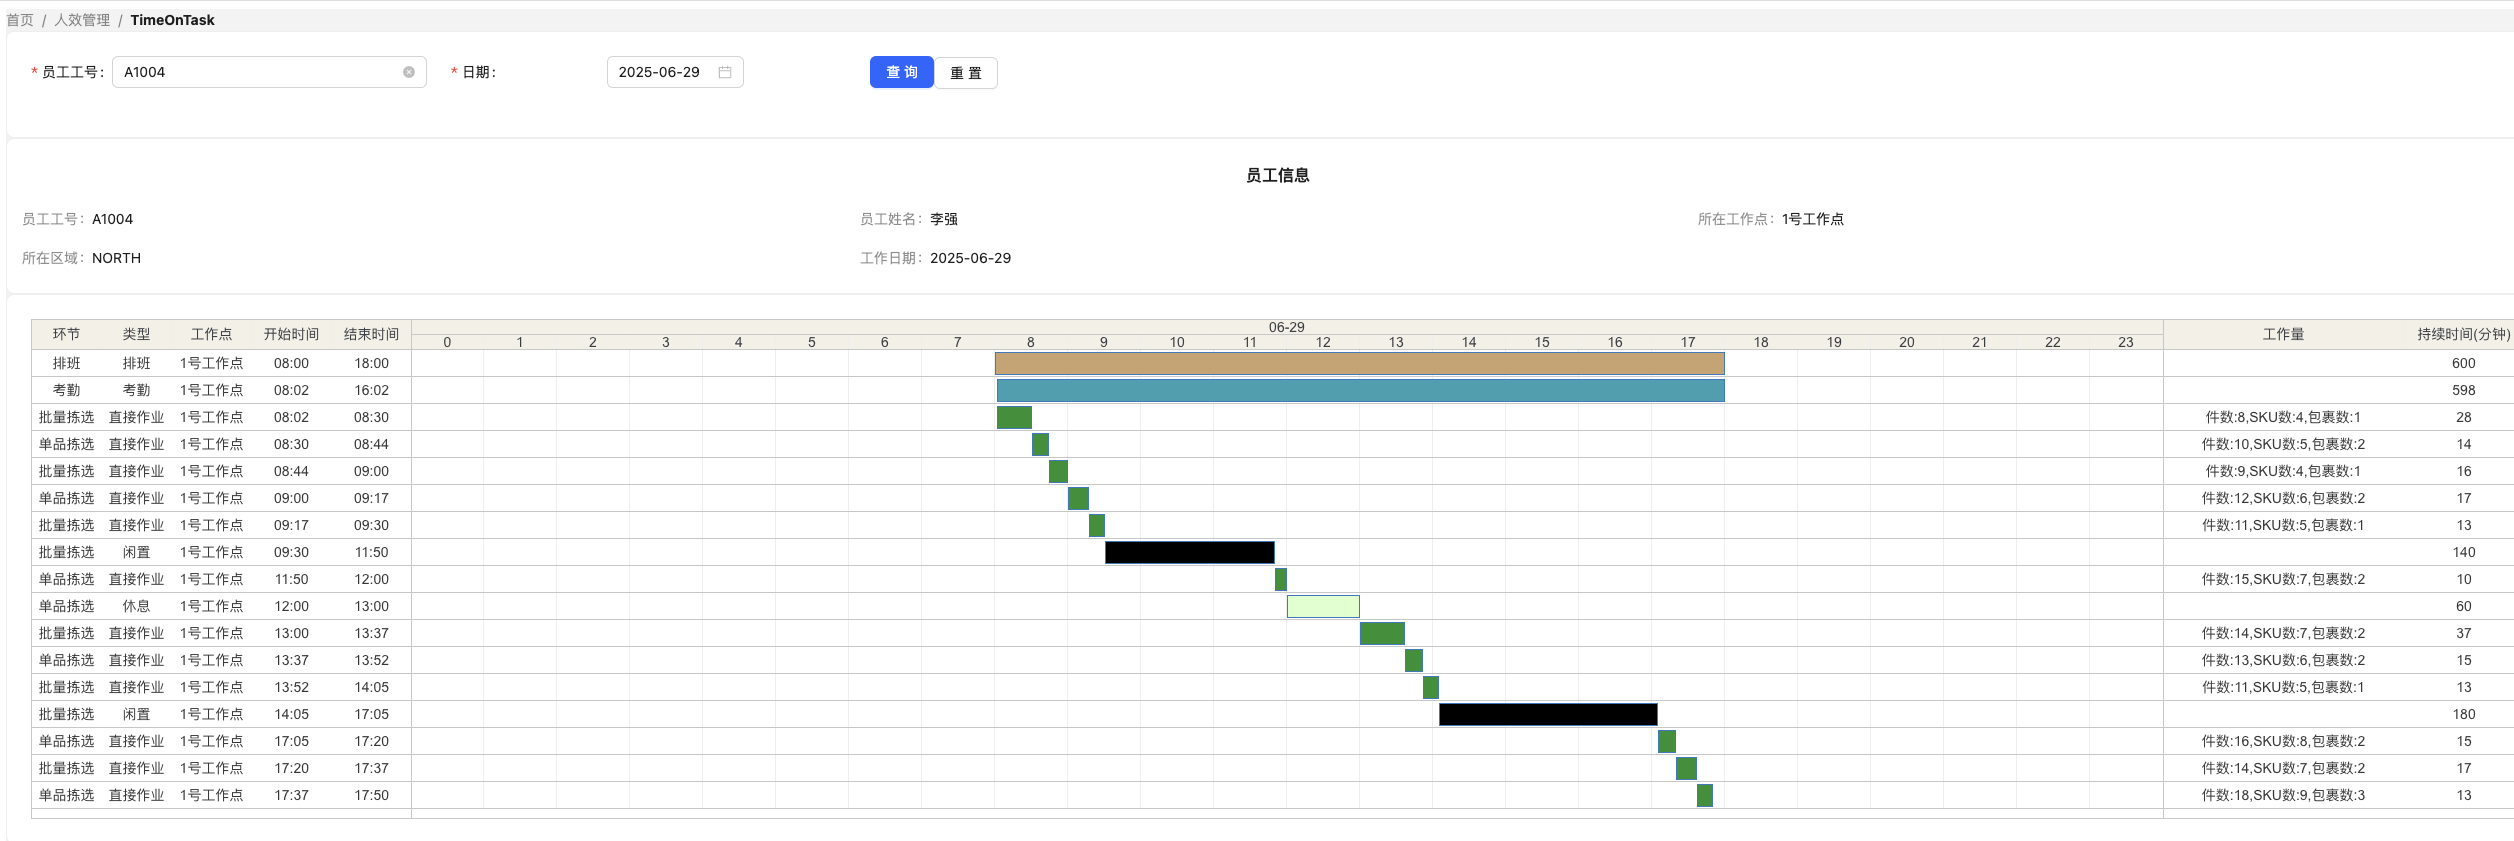 首页 / 人效管理 / TimeOnTask
* 员工工号: A1004 * 日期: 2025-06-29 查 询 重 置
员工信息
员工工号: A1004 员工姓名: 李强 所在工作点: 1号工作点
所在区域: NORTH 工作日期: 2025-06-29
环节 类型 工作点 开始时间 结束时间 06-29 工作量 持续时间(分钟)
0 1 2 3 4 5 6 7 8 9 10 11 12 13 14 15 16 17 18 19 20 21 22 23
排班 排班 1号工作点 08:00 18:00 600
考勤 考勤 1号工作点 08:02 16:02 598
批量拣选 直接作业 1号工作点 08:02 08:30 件数:8,SKU数:4,包裹数:1 28
单品拣选 直接作业 1号工作点 08:30 08:44 件数:10,SKU数:5,包裹数:2 14
批量拣选 直接作业 1号工作点 08:44 09:00 件数:9,SKU数:4,包裹数:1 16
单品拣选 直接作业 1号工作点 09:00 09:17 件数:12,SKU数:6,包裹数:2 17
批量拣选 直接作业 1号工作点 09:17 09:30 件数:11,SKU数:5,包裹数:1 13
批量拣选 闲置 1号工作点 09:30 11:50 140
单品拣选 直接作业 1号工作点 11:50 12:00 件数:15,SKU数:7,包裹数:2 10
单品拣选 休息 1号工作点 12:00 13:00 60
批量拣选 直接作业 1号工作点 13:00 13:37 件数:14,SKU数:7,包裹数:2 37
单品拣选 直接作业 1号工作点 13:37 13:52 件数:13,SKU数:6,包裹数:2 15
批量拣选 直接作业 1号工作点 13:52 14:05 件数:11,SKU数:5,包裹数:1 13
批量拣选 闲置 1号工作点 14:05 17:05 180
单品拣选 直接作业 1号工作点 17:05 17:20 件数:16,SKU数:8,包裹数:2 15
批量拣选 直接作业 1号工作点 17:20 17:37 件数:14,SKU数:7,包裹数:2 17
单品拣选 直接作业 1号工作点 17:37 17:50 件数:18,SKU数:9,包裹数:3 13